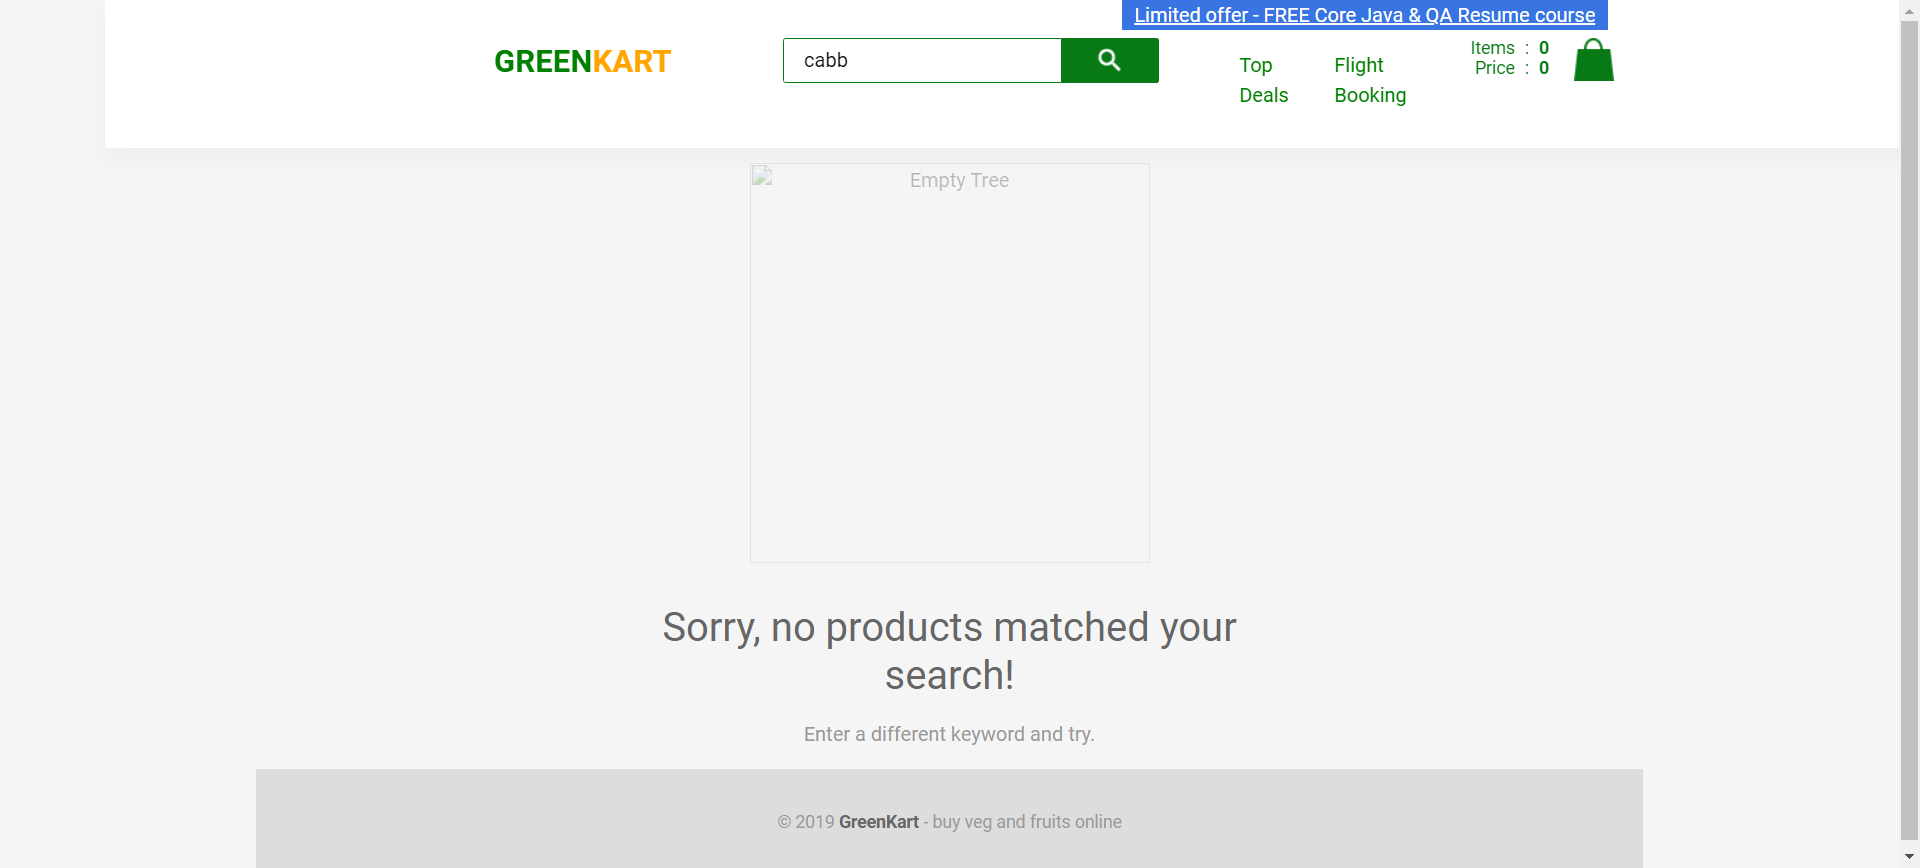 Limited offer - FREE Core Java & QA Resume course
GREENKART
cabb
Top
Deals
Flight
Booking
Items : 0
Price : 0
Empty Tree
Sorry, no products matched your
search!
Enter a different keyword and try.
© 2019 GreenKart - buy veg and fruits online